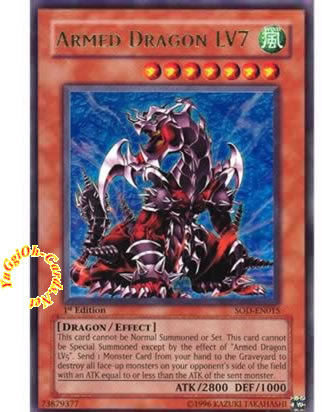 ARMED DRAGON LV7
WIND
風
YuGgiOh-Cards.Net
1st Edition
SOD-EN015
[DRAGON/EFFECT]
This card cannot be Normal Summoned or Set. This card
cannot be Special Summoned except by the effect of "Armed Dragon
LV5". Send 1 Monster Card from your hand to the Graveyard to
destroy all face-up monsters on your opponent's side of the field
with an ATK equal to or less than the ATK of the sent monster.
ATK/2800 DEF/1000
73879377
©1996 KAZUKI TAKAHASHI